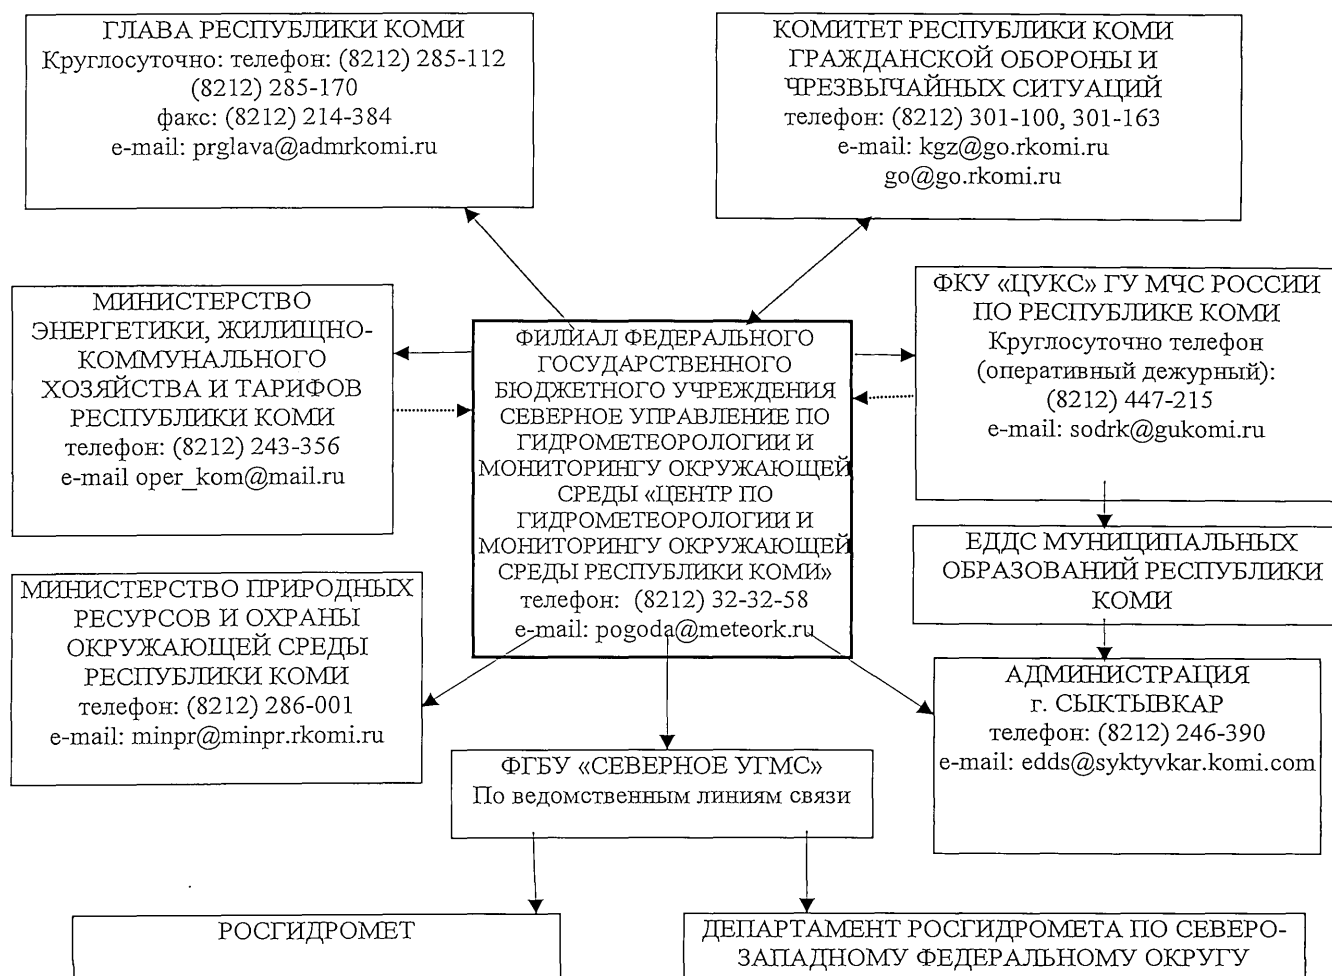 ГЛАВА РЕСПУБЛИКИ КОМИ
Круглосуточно: телефон: (8212) 285-112
(8212) 285-170
факс: (8212) 214-384
e-mail: prglava@admrkomi.ru
КОМИТЕТ РЕСПУБЛИКИ КОМИ
ГРАЖДАНСКОЙ ОБОРОНЫ И
ЧРЕЗВЫЧАЙНЫХ СИТУАЦИЙ
телефон: (8212) 301-100, 301-163
e-mail: kgz@go.rkomi.ru
go@go.rkomi.ru
МИНИСТЕРСТВО
ЭНЕРГЕТИКИ, ЖИЛИЩНО-
КОММУНАЛЬНОГО
ХОЗЯЙСТВА И ТАРИФОВ
РЕСПУБЛИКИ КОМИ
телефон: (8212) 243-356
e-mail oper_kom@mail.ru
ФИЛИАЛ ФЕДЕРАЛЬНОГО
ГОСУДАРСТВЕННОГО
БЮДЖЕТНОГО УЧРЕЖДЕНИЯ
СЕВЕРНОЕ УПРАВЛЕНИЕ ПО
ГИДРОМЕТЕОРОЛОГИИ И
МОНИТОРИНГУ ОКРУЖАЮЩЕЙ
СРЕДЫ «ЦЕНТР ПО
ГИДРОМЕТЕОРОЛОГИИ И
МОНИТОРИНГУ ОКРУЖАЮЩЕЙ
СРЕДЫ РЕСПУБЛИКИ КОМИ»
телефон: (8212) 32-32-58
e-mail: pogoda@meteork.ru
ФКУ «ЦУКС» ГУ МЧС РОССИИ
ПО РЕСПУБЛИКЕ КОМИ
Круглосуточно телефон
(оперативный дежурный):
(8212) 447-215
e-mail: sodrk@gukomi.ru
ЕДДС МУНИЦИПАЛЬНЫХ
ОБРАЗОВАНИЙ РЕСПУБЛИКИ
КОМИ
МИНИСТЕРСТВО ПРИРОДНЫХ
РЕСУРСОВ И ОХРАНЫ
ОКРУЖАЮЩЕЙ СРЕДЫ
РЕСПУБЛИКИ КОМИ
телефон: (8212) 286-001
e-mail: minpr@minpr.rkomi.ru
АДМИНИСТРАЦИЯ
г. СЫКТЫВКАР
телефон: (8212) 246-390
e-mail: edds@syktyvkar.komi.com
ФГБУ «СЕВЕРНОЕ УГМС»
По ведомственным линиям связи
РОСГИДРОМЕТ
ДЕПАРТАМЕНТ РОСГИДРОМЕТА ПО СЕВЕРО-
ЗАПАДНОМУ ФЕДЕРАЛЬНОМУ ОКРУГУ